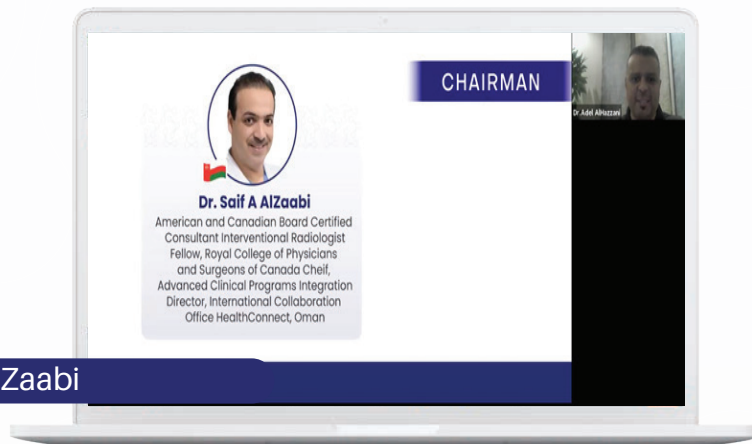 CHAIRMAN
Dr.Adel AlHazzani
Dr. Saif A AlZaabi
American and Canadian Board Certified
Consultant Interventional Radiologist
Fellow, Royal College of Physicians
and Surgeons of Canada Cheif,
Advanced Clinical Programs Integration
Director, International Collaboration
Office HealthConnect, Oman
Zaabi